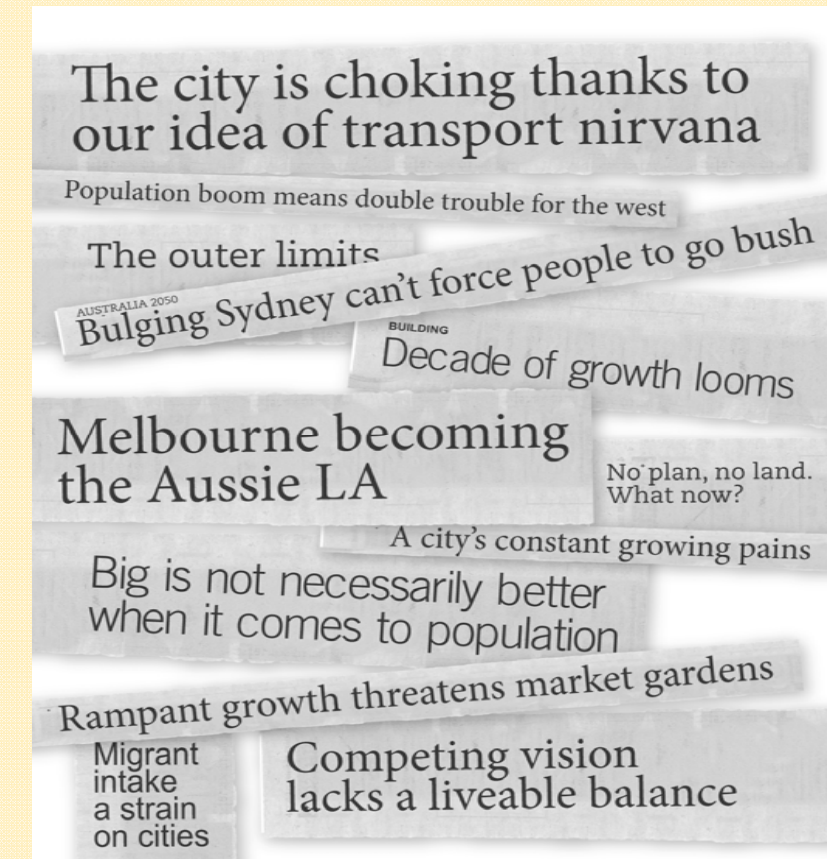 The city is choking thanks to
our idea of transport nirvana
Population boom means double trouble for the west
The outer limits
AUSTRALIA 2050
Bulging Sydney can't force people to go bush
BUILDING
Decade of growth looms
Melbourne becoming
the Aussie LA
No plan, no land.
What now?
A city's constant growing pains
Big is not necessarily better
when it comes to population
Rampant growth threatens market gardens
Migrant
intake
a strain
on cities
Competing vision
lacks a liveable balance